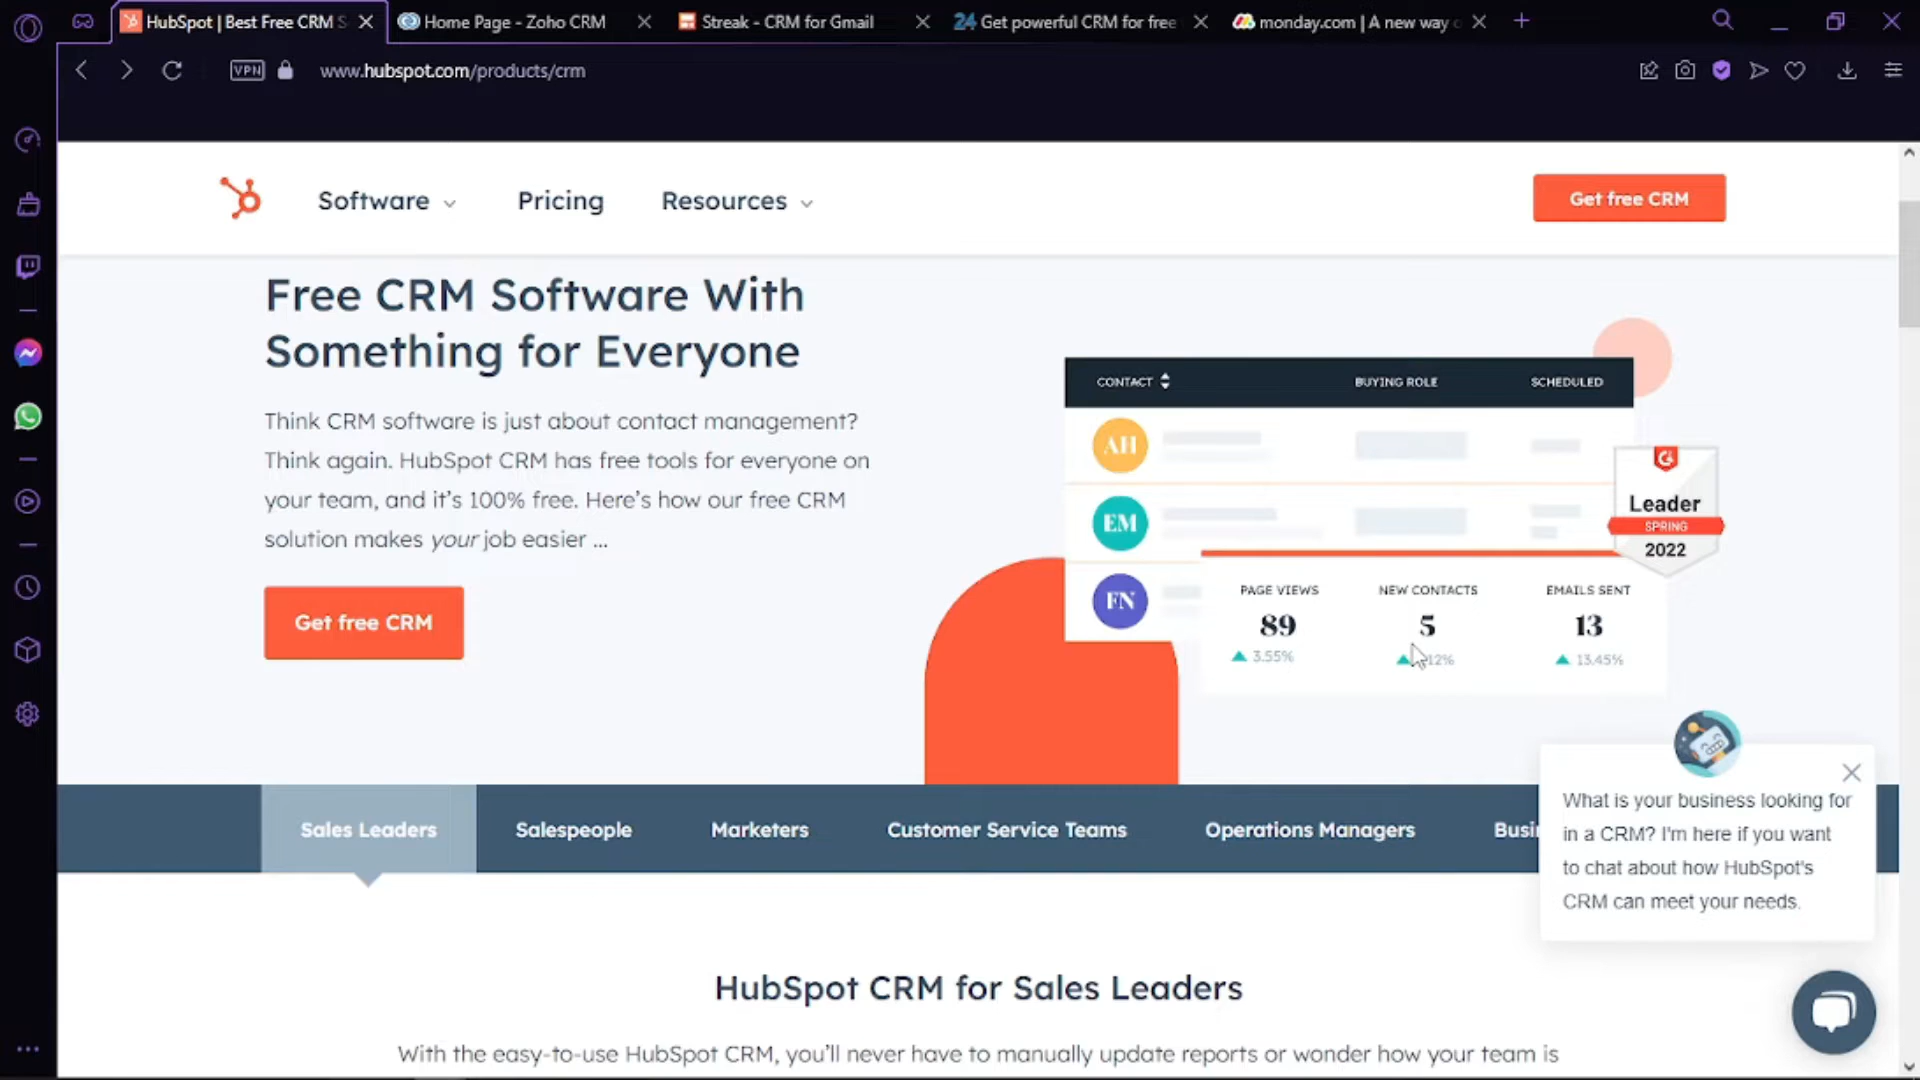 HubSpot | Best Free CRM S
Home Page - Zoho CRM
Streak - CRM for Gmail
24 Get powerful CRM for free
monday.com | A new way o
VPN
www.hubspot.com/products/crm
Software
Pricing
Resources
Get free CRM
Free CRM Software With
Something for Everyone
Think CRM software is just about contact management?
Think again. HubSpot CRM has free tools for everyone on
your team, and it's 100% free. Here's how our free CRM
solution makes your job easier ...
Get free CRM
CONTACT
BUYING ROLE
SCHEDULED
AH
EM
FN
Leader
SPRING
2022
PAGE VIEWS
NEW CONTACTS
EMAILS SENT
89
5
13
3.55%
12%
13.45%
Sales Leaders
Salespeople
Marketers
Customer Service Teams
Operations Managers
Busi
What is your business looking for
in a CRM? I'm here if you want
to chat about how HubSpot's
CRM can meet your needs.
HubSpot CRM for Sales Leaders
With the easy-to-use HubSpot CRM, you'll never have to manually update reports or wonder how your team is